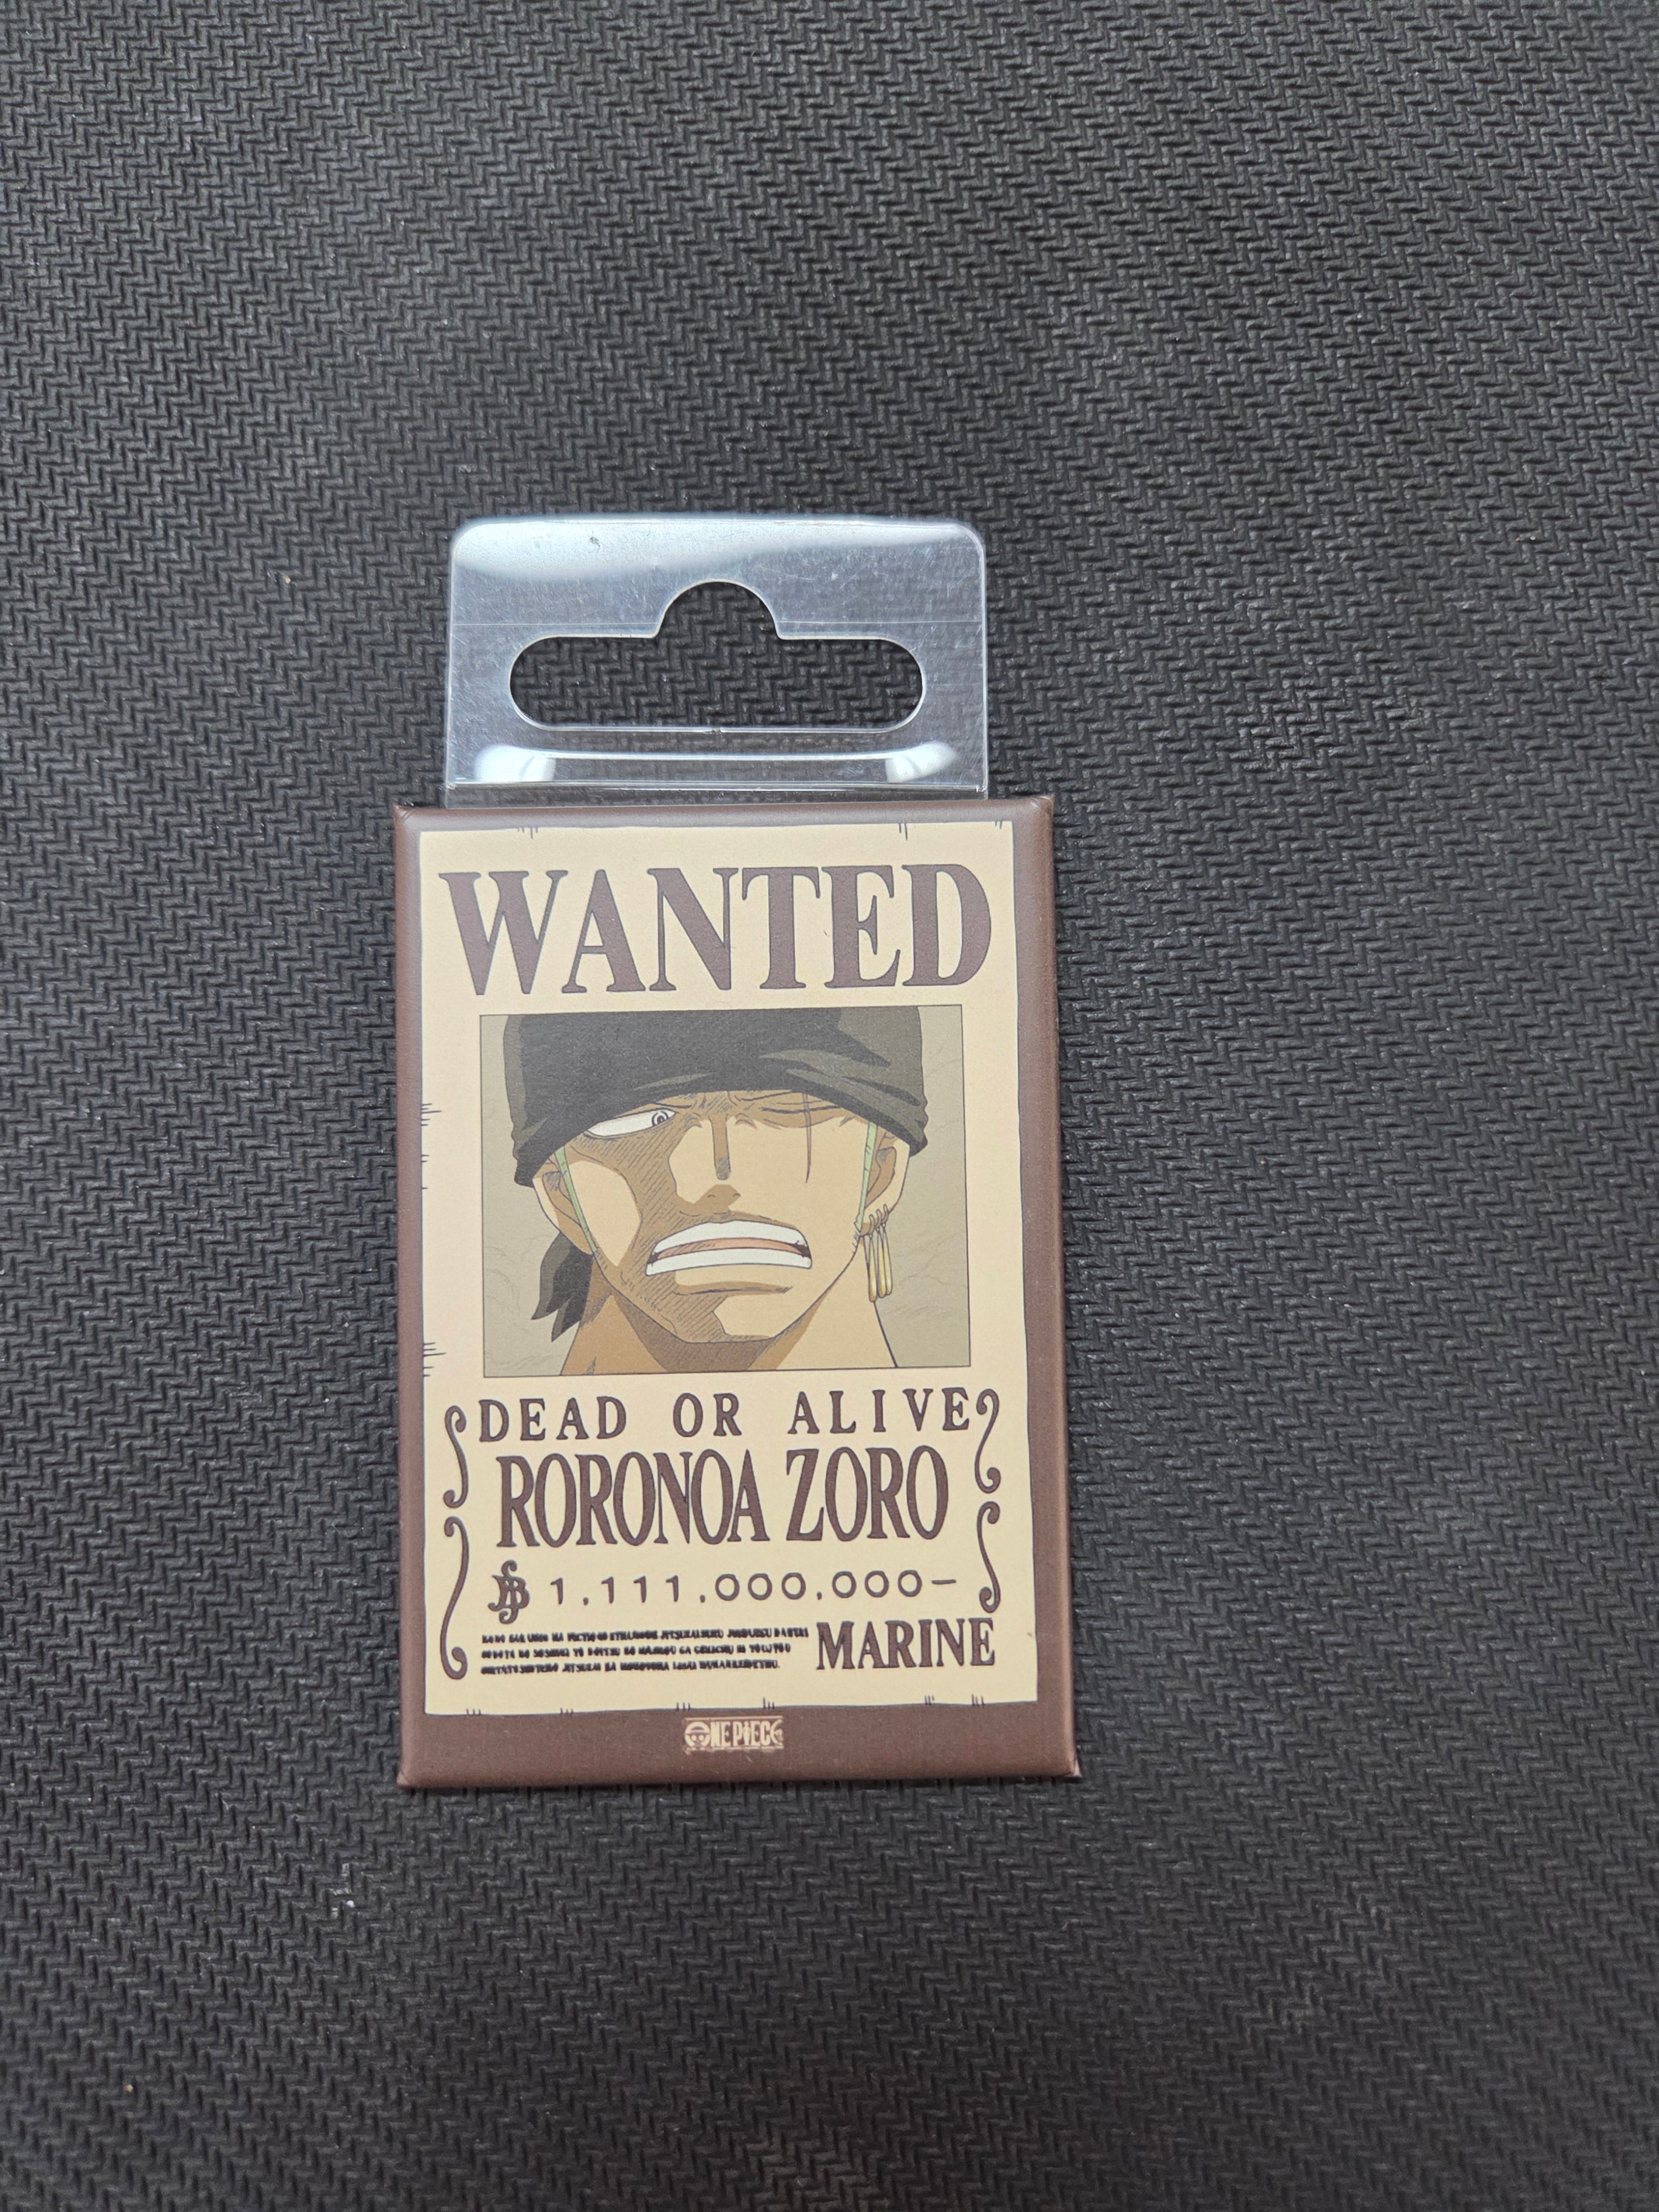 WANTED
DEAD OR ALIVE
RORONOA ZORO
1,111,000,000-
MARINE
ONE PIECE